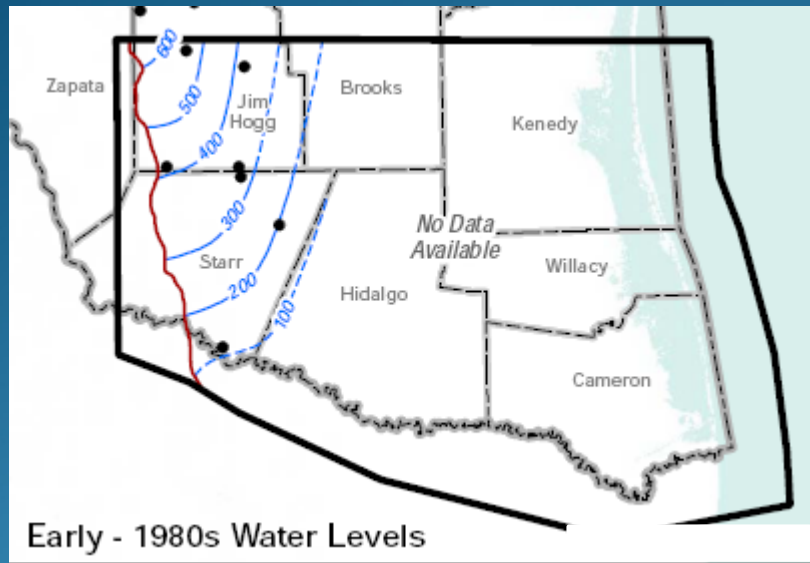 600
Zapata
Brooks
500
Jim
Hogg
Kenedy
400
300
No Data
Available
Starr
Willacy
200
Hidalgo
100
Cameron
Early - 1980s Water Levels